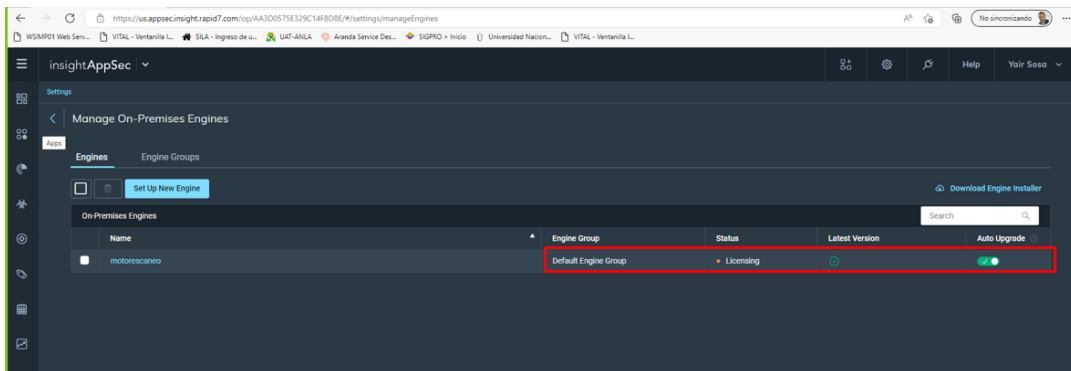 https://us.appsec.insight.rapid7.com/op/AA3D0575E329C14F8D8E/#/settings/manageEngines
No sincronizando
WSIMP01 Web Serv...
VITAL - Ventanilla I...
SILA - Ingreso de u...
UAT-ANLA
Aranda Service Des...
SIGPRO > Inicio
Universidad Nacion...
VITAL - Ventanilla I...
insightAppSec
Help
Yair Sosa
Settings
Manage On-Premises Engines
Apps
Engines
Engine Groups
Set Up New Engine
Download Engine Installer
On-Premises Engines
Search
Name
Engine Group
Status
Latest Version
Auto Upgrade
motorescaneo
Default Engine Group
Licensing